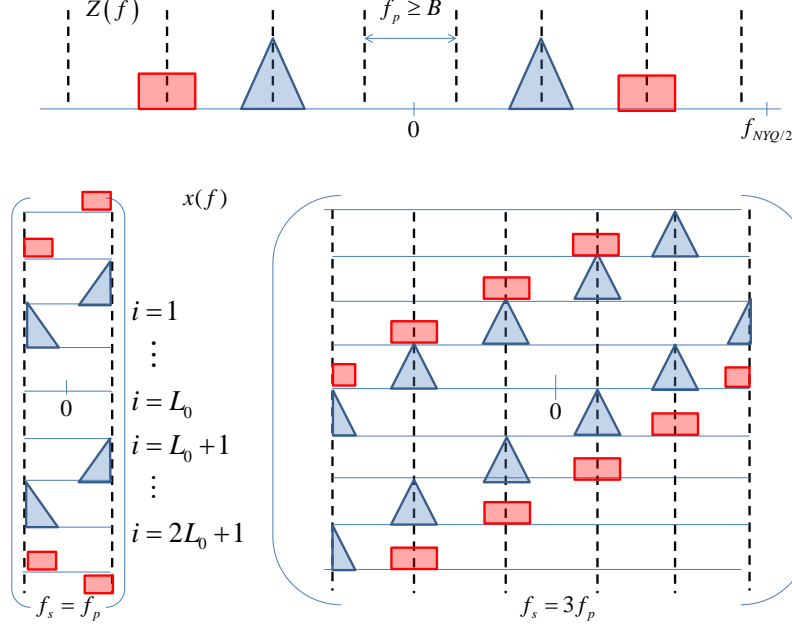 Z(f)
f_p ≥ B
0
f_{NYQ/2}
x(f)
i = 1
⋮
0
i = L_0
0
i = L_0 + 1
⋮
i = 2L_0 + 1
f_s = f_p
f_s = 3f_p